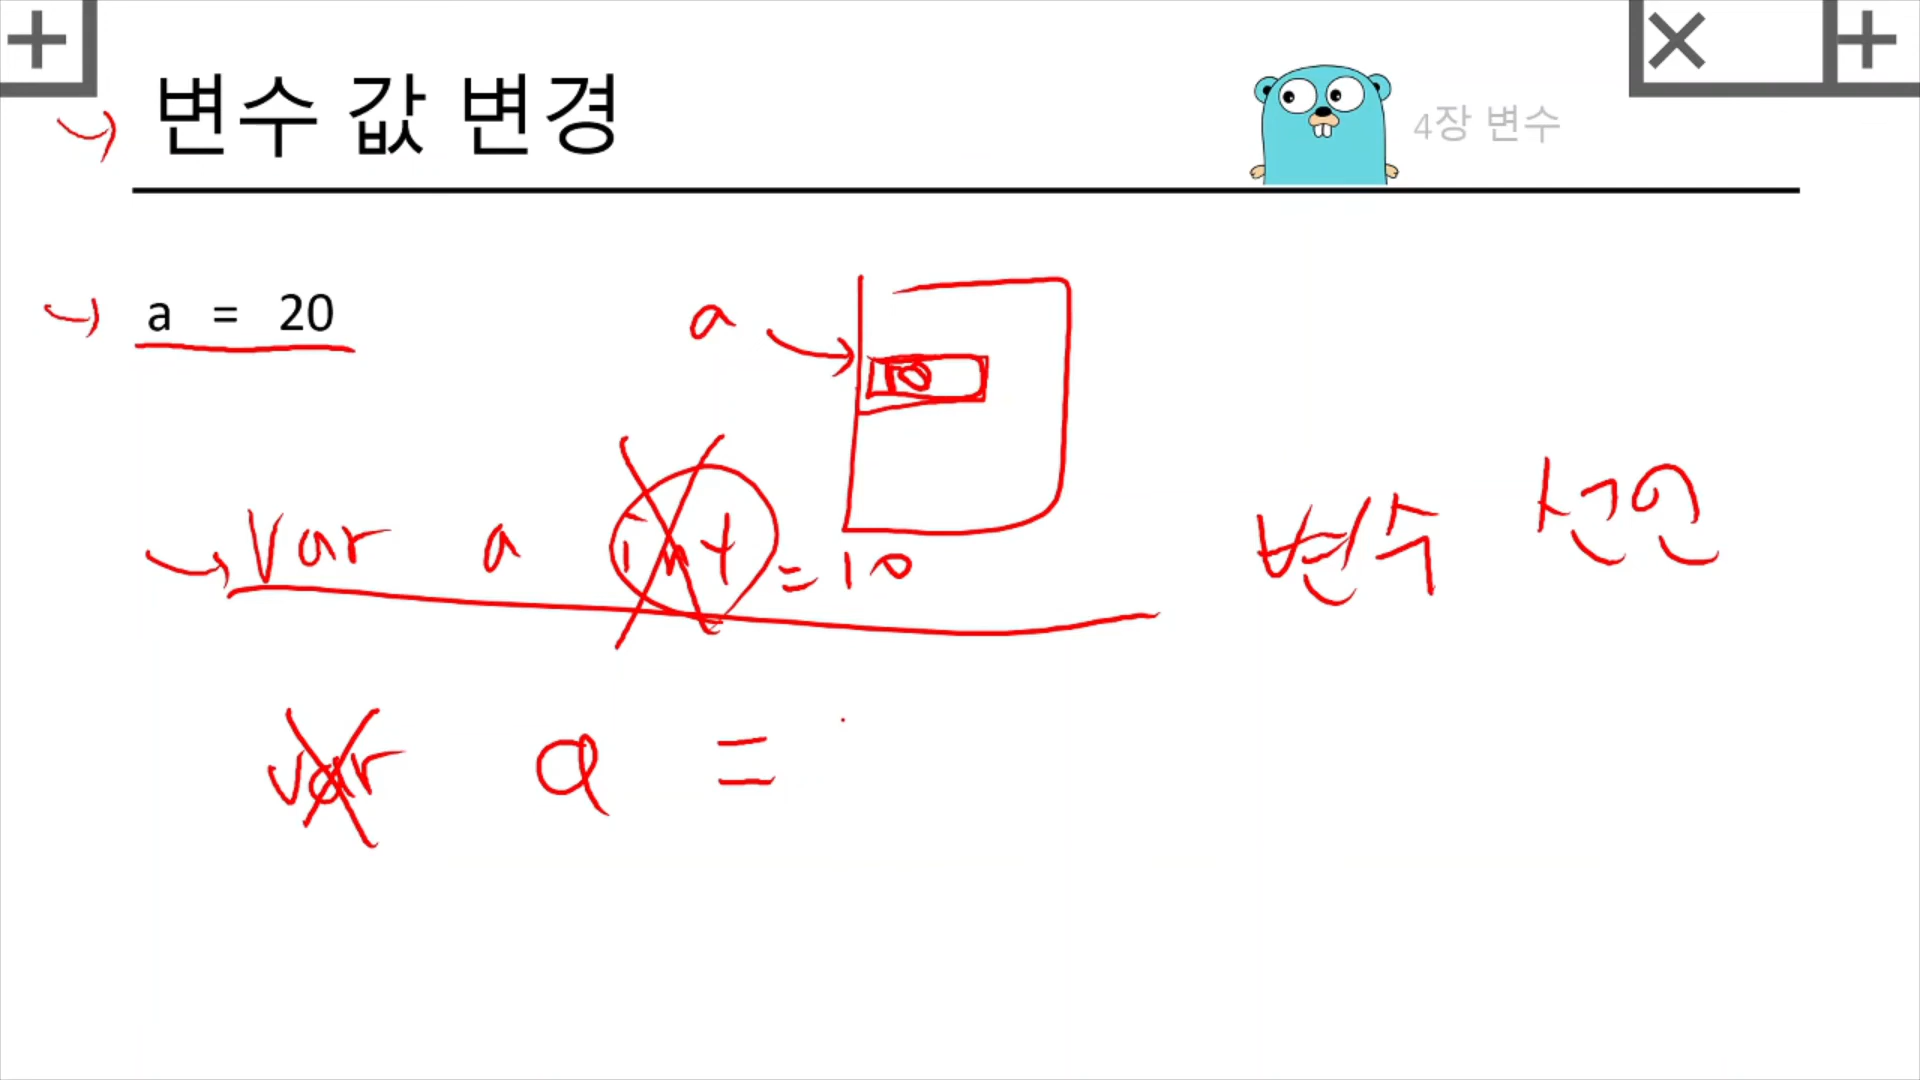 변수 값 변경
4장 변수
a = 20
a
10
var a int = 10
변수 선언
var a =